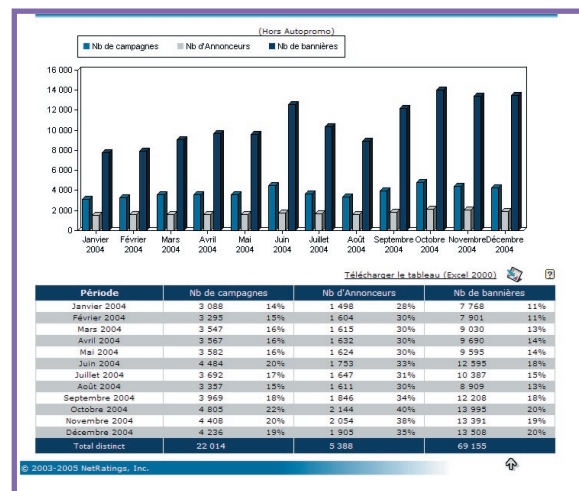 (Hors Autopromo)
Nb de campagnes Nb d'Annonceurs Nb de bannières
16 000
14 000
12 000
10 000
8 000
6 000
4 000
2 000
0
Janvier 2004 Février 2004 Mars 2004 Avril 2004 Mai 2004 Juin 2004 Juillet 2004 Août 2004 Septembre 2004 Octobre 2004 Novembre 2004 Décembre 2004
Télécharger le tableau (Excel 2000) ?
Période Nb de campagnes Nb d'Annonceurs Nb de bannières
Janvier 2004 3 088 14% 1 498 28% 7 768 11%
Février 2004 3 295 15% 1 604 30% 7 901 11%
Mars 2004 3 547 16% 1 615 30% 9 030 13%
Avril 2004 3 567 16% 1 632 30% 9 690 14%
Mai 2004 3 582 16% 1 624 30% 9 595 14%
Juin 2004 4 484 20% 1 753 33% 12 595 18%
Juillet 2004 3 692 17% 1 647 31% 10 387 15%
Août 2004 3 357 15% 1 611 30% 8 909 13%
Septembre 2004 3 969 18% 1 846 34% 12 208 18%
Octobre 2004 4 805 22% 2 144 40% 13 995 20%
Novembre 2004 4 408 20% 2 054 38% 13 391 19%
Décembre 2004 4 236 19% 1 905 35% 13 508 20%
Total distinct 22 014 5 388 69 155
© 2003-2005 NetRatings, Inc.